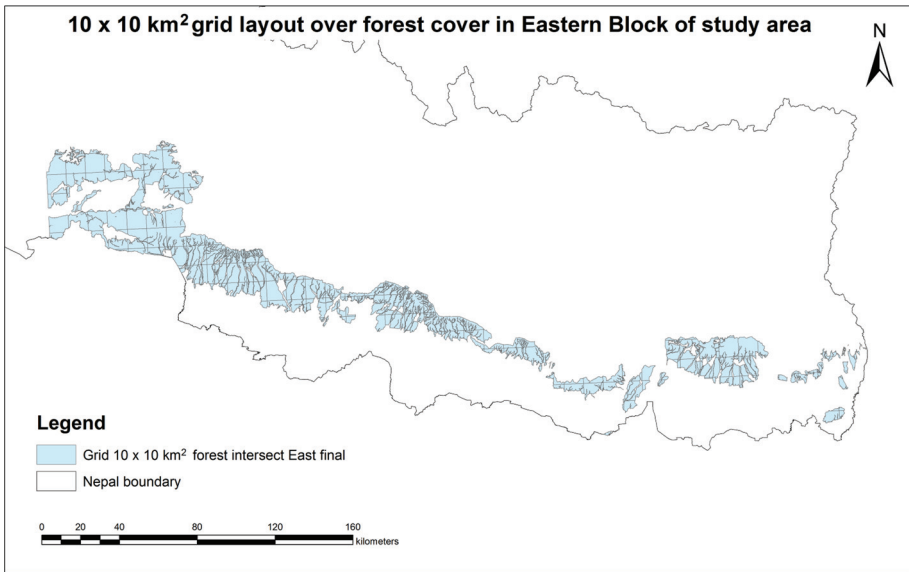 10 x 10 km² grid layout over forest cover in Eastern Block of study area
N
Legend
Grid 10 x 10 km² forest intersect East final
Nepal boundary
0 20 40 80 120 160
kilometers